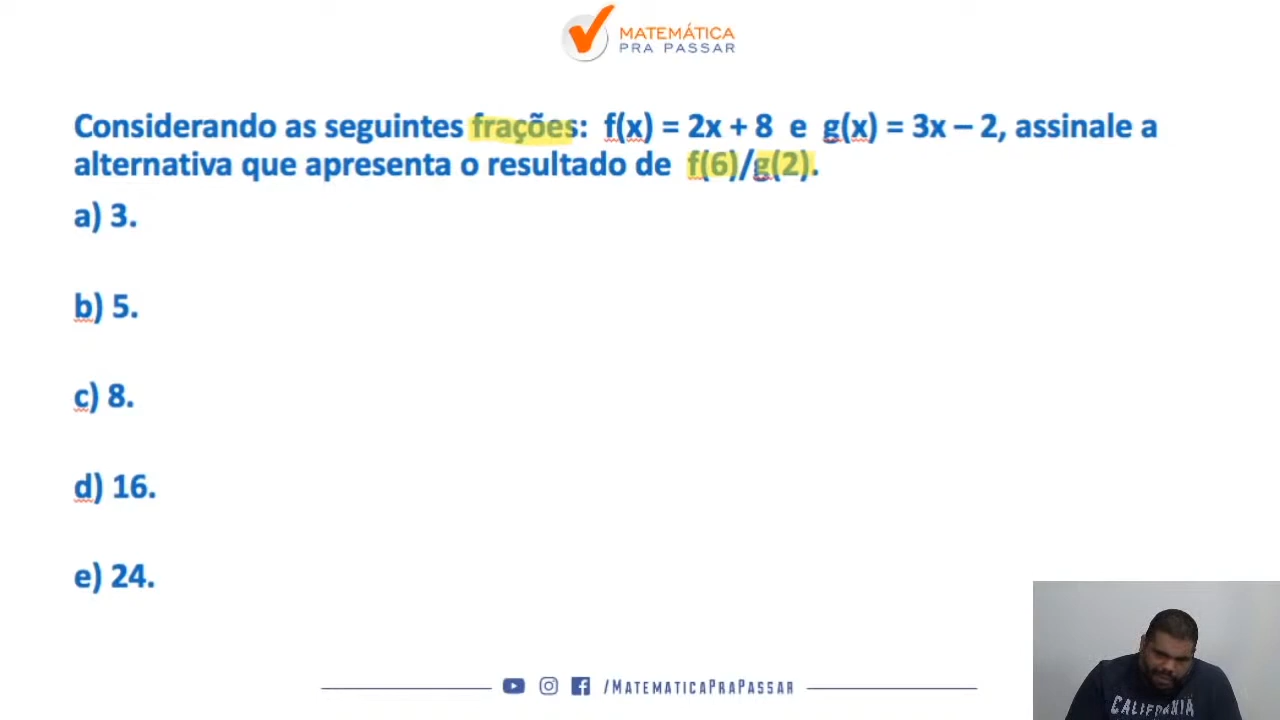 MATEMÁTICA
PRA PASSAR
Considerando as seguintes frações: f(x) = 2x + 8 e g(x) = 3x – 2, assinale a
alternativa que apresenta o resultado de f(6)/g(2).
a) 3.
b) 5.
c) 8.
d) 16.
e) 24.
/MATEMATICAPRAPASSAR
CALIFORNIA